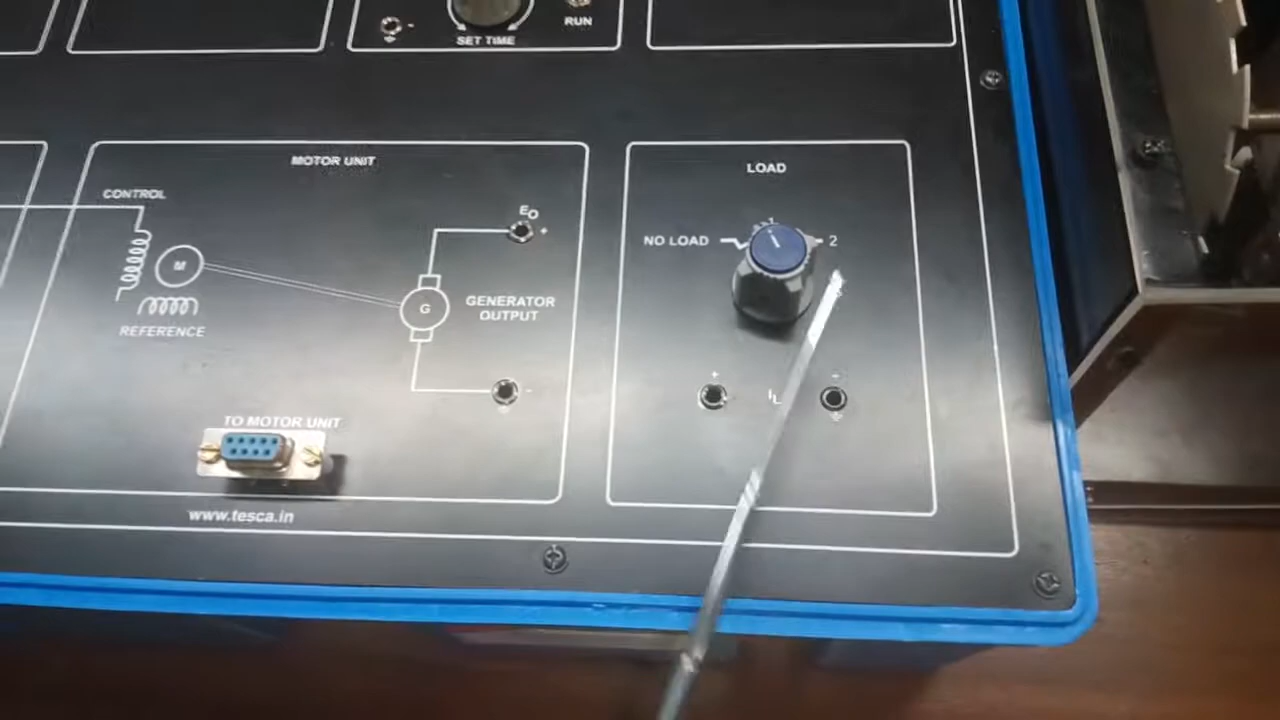 RUN
SET TIME
-
MOTOR UNIT
LOAD
CONTROL
EO
+
NO LOAD
1
2
M
G
GENERATOR
OUTPUT
REFERENCE
+
IL
-
-
TO MOTOR UNIT
www.tesca.in